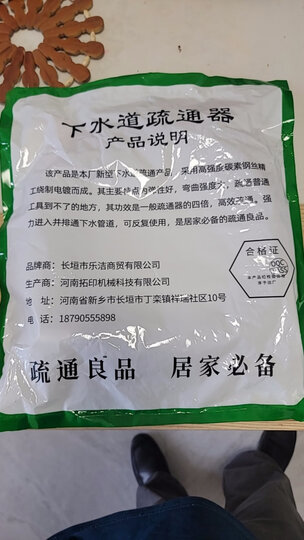 下水道疏通器
产品说明
该产品是本厂新型下水道疏通产品，采用高强度碳素钢丝精
工绕制电镀而成。其主要特点为弹性好，弯曲强度大，疏通普通
工具到不了的地方，其功效是一般疏通器的四倍，高效疏通。强
力进入井排通下水管道，可反复使用，是居家必备的疏通良品。
合格证
品牌商：长垣市乐洁商贸有限公司
生产商：河南拓印机械科技有限公司
地址：河南省新乡市长垣市丁栾镇祥瑞社区10号
电话：18790555898
疏通良品 居家必备